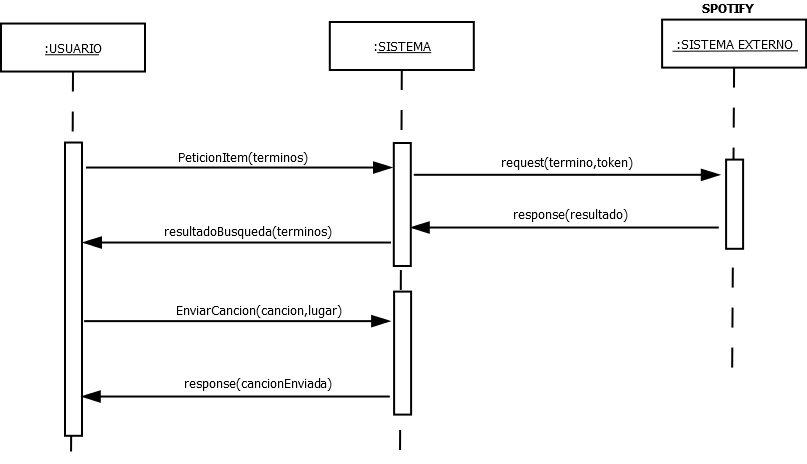 SPOTIFY
:USUARIO
:SISTEMA
:SISTEMA EXTERNO
PeticionItem(terminos)
request(termino,token)
response(resultado)
resultadoBusqueda(terminos)
EnviarCancion(cancion,lugar)
response(cancionEnviada)